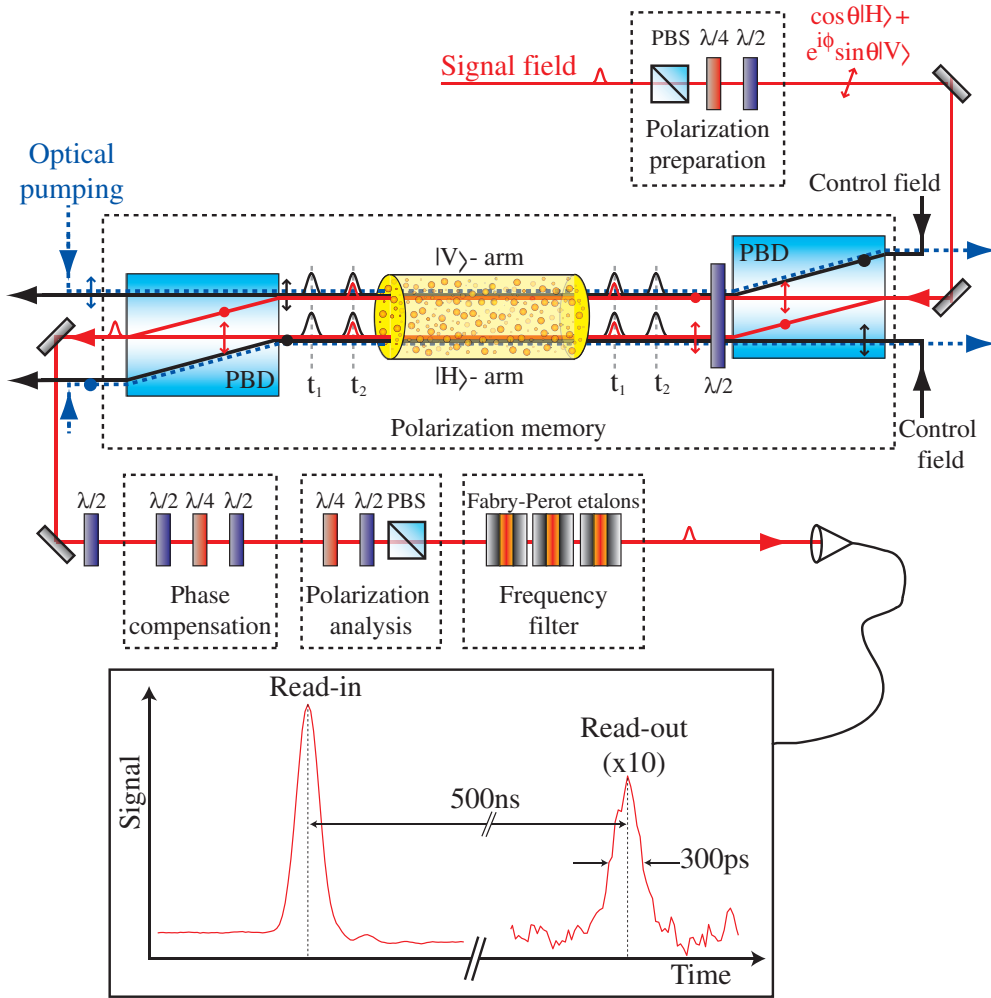 cosθ|H⟩ +
e^{iϕ} sinθ|V⟩
PBS λ/4 λ/2
Signal field
Polarization
preparation
Optical
pumping
Control field
PBD
|V⟩- arm
|H⟩- arm
PBD
t₁ t₂
t₁ t₂
λ/2
Polarization memory
Control
field
λ/2
λ/2 λ/4 λ/2
Phase
compensation
λ/4 λ/2 PBS
Polarization
analysis
Fabry-Perot etalons
Frequency
filter
Read-in
Read-out
(x10)
500ns
300ps
Signal
Time